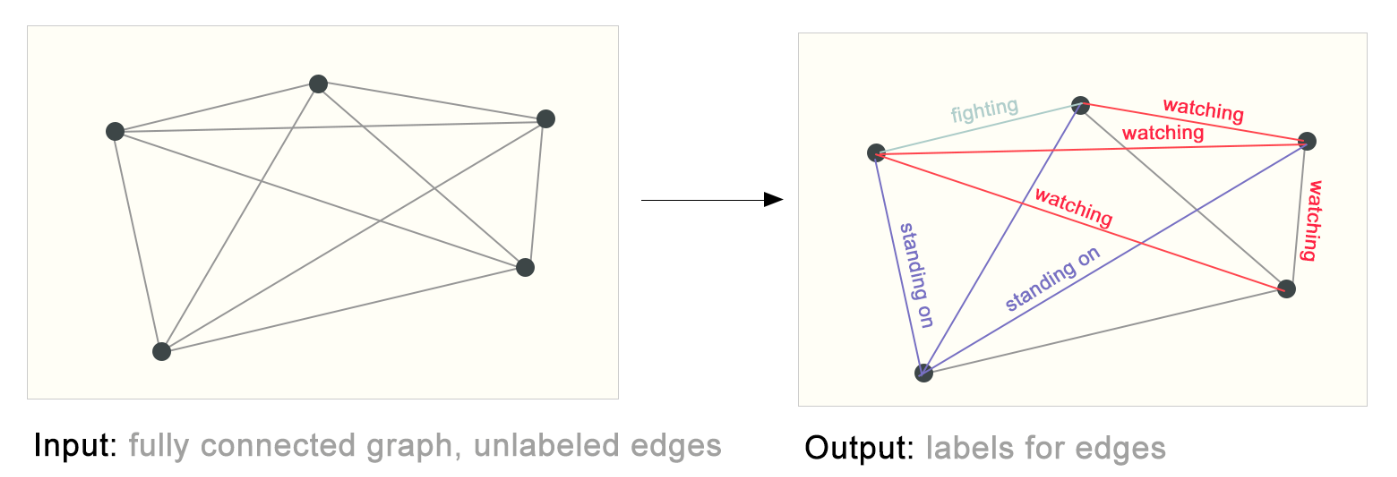 fighting
watching
watching
watching
watching
standing on
standing on
Input: fully connected graph, unlabeled edges
Output: labels for edges